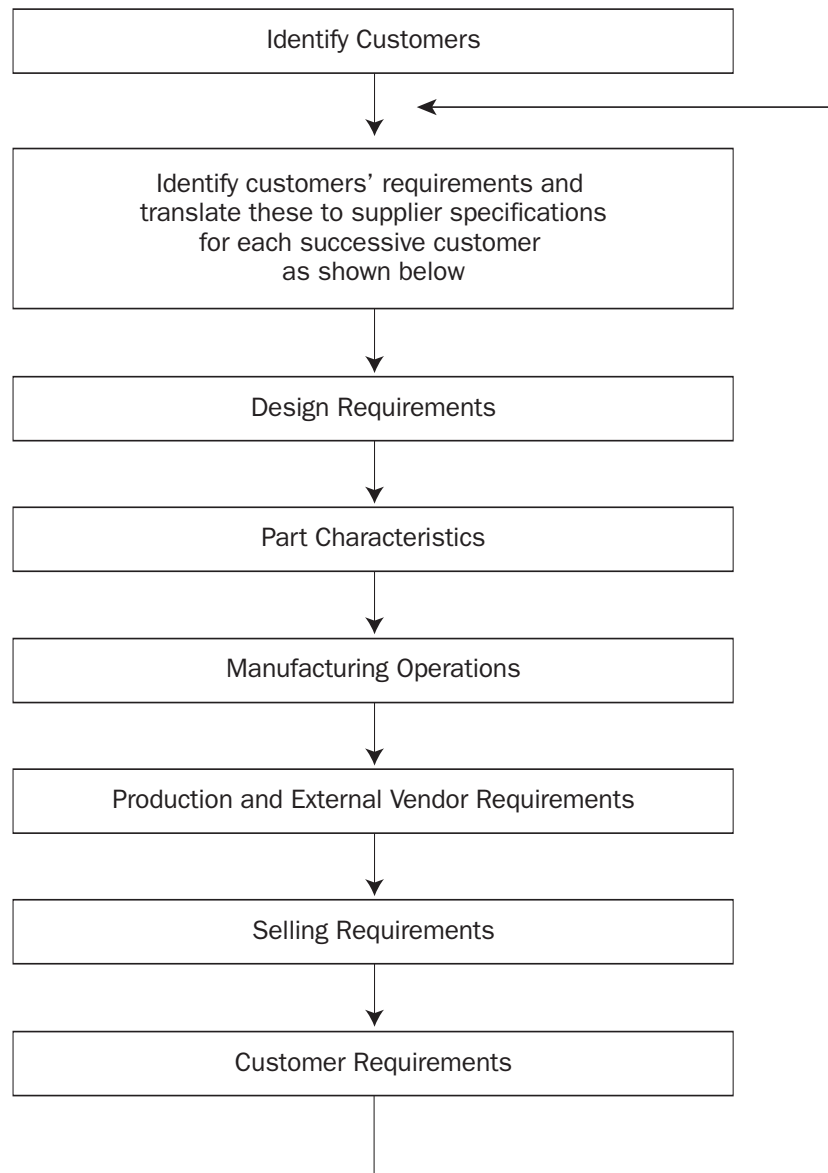 Identify Customers
Identify customers’ requirements and
translate these to supplier specifications
for each successive customer
as shown below
Design Requirements
Part Characteristics
Manufacturing Operations
Production and External Vendor Requirements
Selling Requirements
Customer Requirements